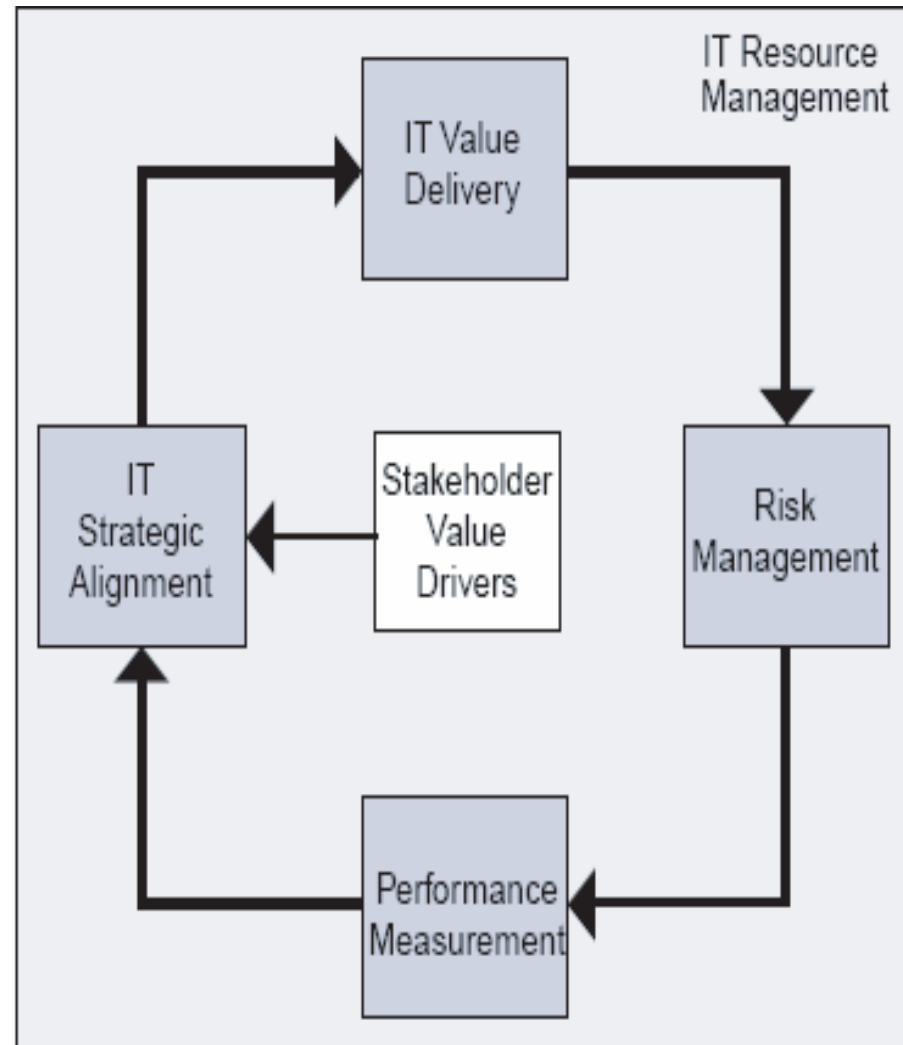 IT Resource
Management
IT Value
Delivery
IT
Strategic
Alignment
Stakeholder
Value
Drivers
Risk
Management
Performance
Measurement